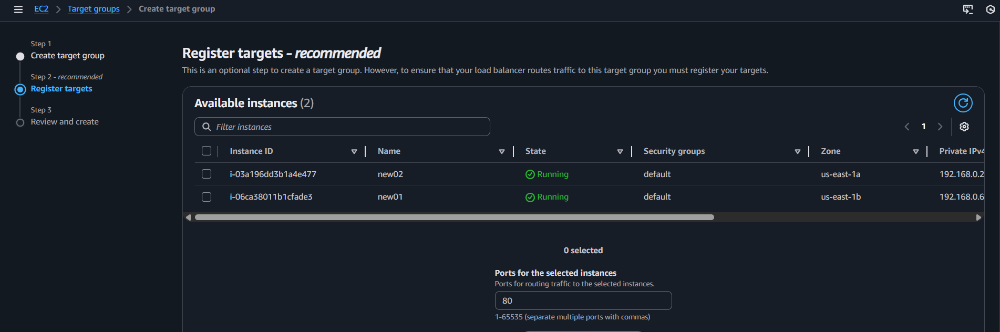 EC2 > Target groups > Create target group
Step 1
Create target group
Step 2 - recommended
Register targets
Step 3
Review and create
Register targets - recommended
This is an optional step to create a target group. However, to ensure that your load balancer routes traffic to this target group you must register your targets.
Available instances (2)
Filter instances
1
Instance ID Name State Security groups Zone Private IPv4
i-03a196dd3b1a4e477 new02 Running default us-east-1a 192.168.0.2
i-06ca38011b1cfade3 new01 Running default us-east-1b 192.168.0.6
0 selected
Ports for the selected instances
Ports for routing traffic to the selected instances.
80
1-65535 (separate multiple ports with commas)